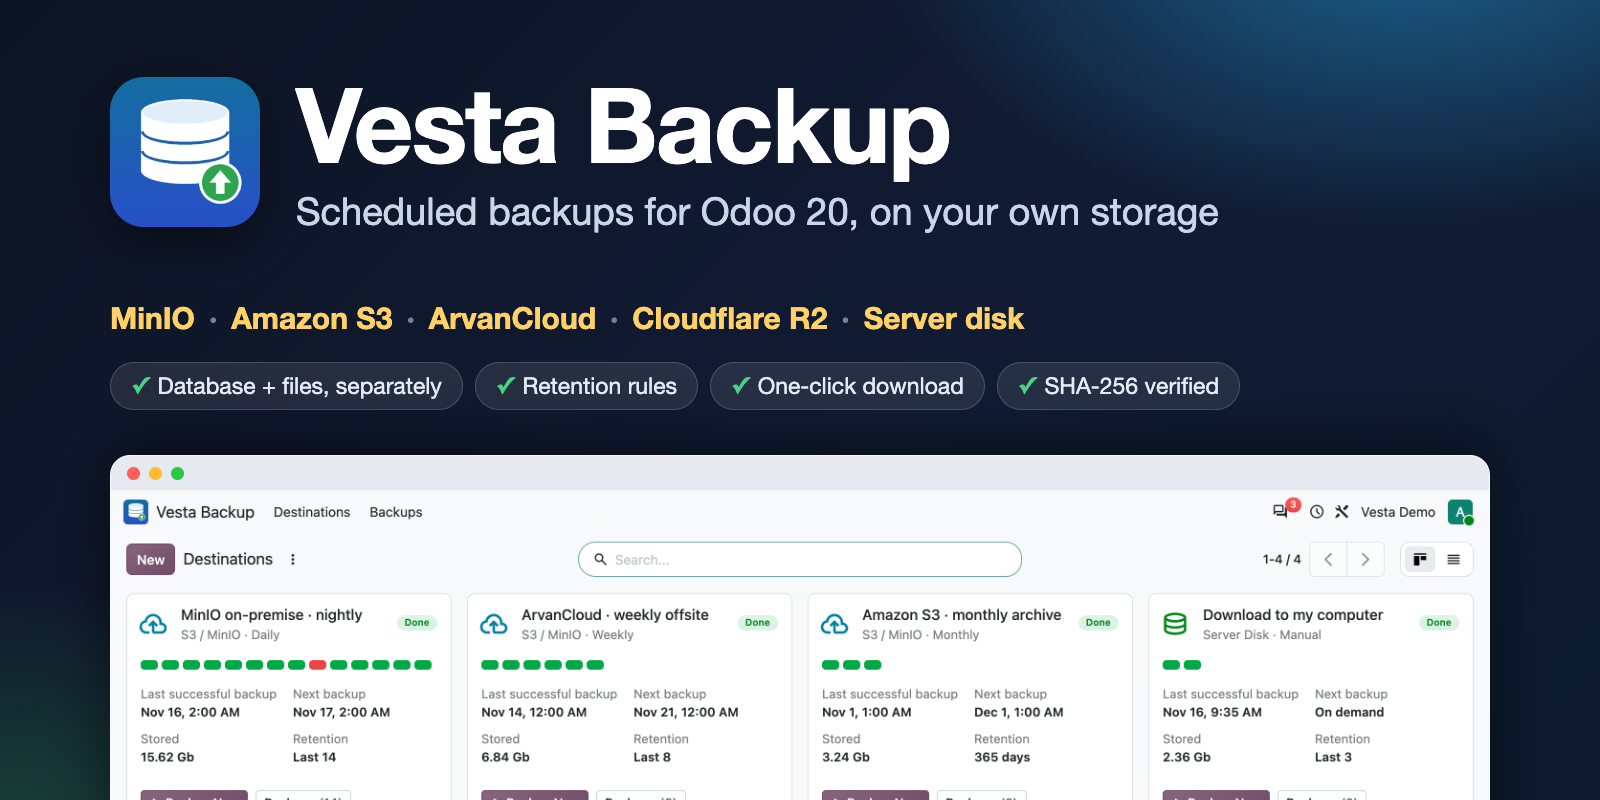 Vesta Backup
Scheduled backups for Odoo 20, on your own storage
MinIO · Amazon S3 · ArvanCloud · Cloudflare R2 · Server disk
✓ Database + files, separately ✓ Retention rules ✓ One-click download ✓ SHA-256 verified
Vesta Backup Destinations Backups 3 Vesta Demo A
New Destinations Search... 1-4 / 4
MinIO on-premise · nightly
S3 / MinIO · Daily
Done
Last successful backup Next backup
Nov 16, 2:00 AM Nov 17, 2:00 AM
Stored Retention
15.62 Gb Last 14
ArvanCloud · weekly offsite
S3 / MinIO · Weekly
Done
Last successful backup Next backup
Nov 14, 12:00 AM Nov 21, 12:00 AM
Stored Retention
6.84 Gb Last 8
Amazon S3 · monthly archive
S3 / MinIO · Monthly
Done
Last successful backup Next backup
Nov 1, 1:00 AM Dec 1, 1:00 AM
Stored Retention
3.24 Gb 365 days
Download to my computer
Server Disk · Manual
Done
Last successful backup Next backup
Nov 16, 9:35 AM On demand
Stored Retention
2.36 Gb Last 3